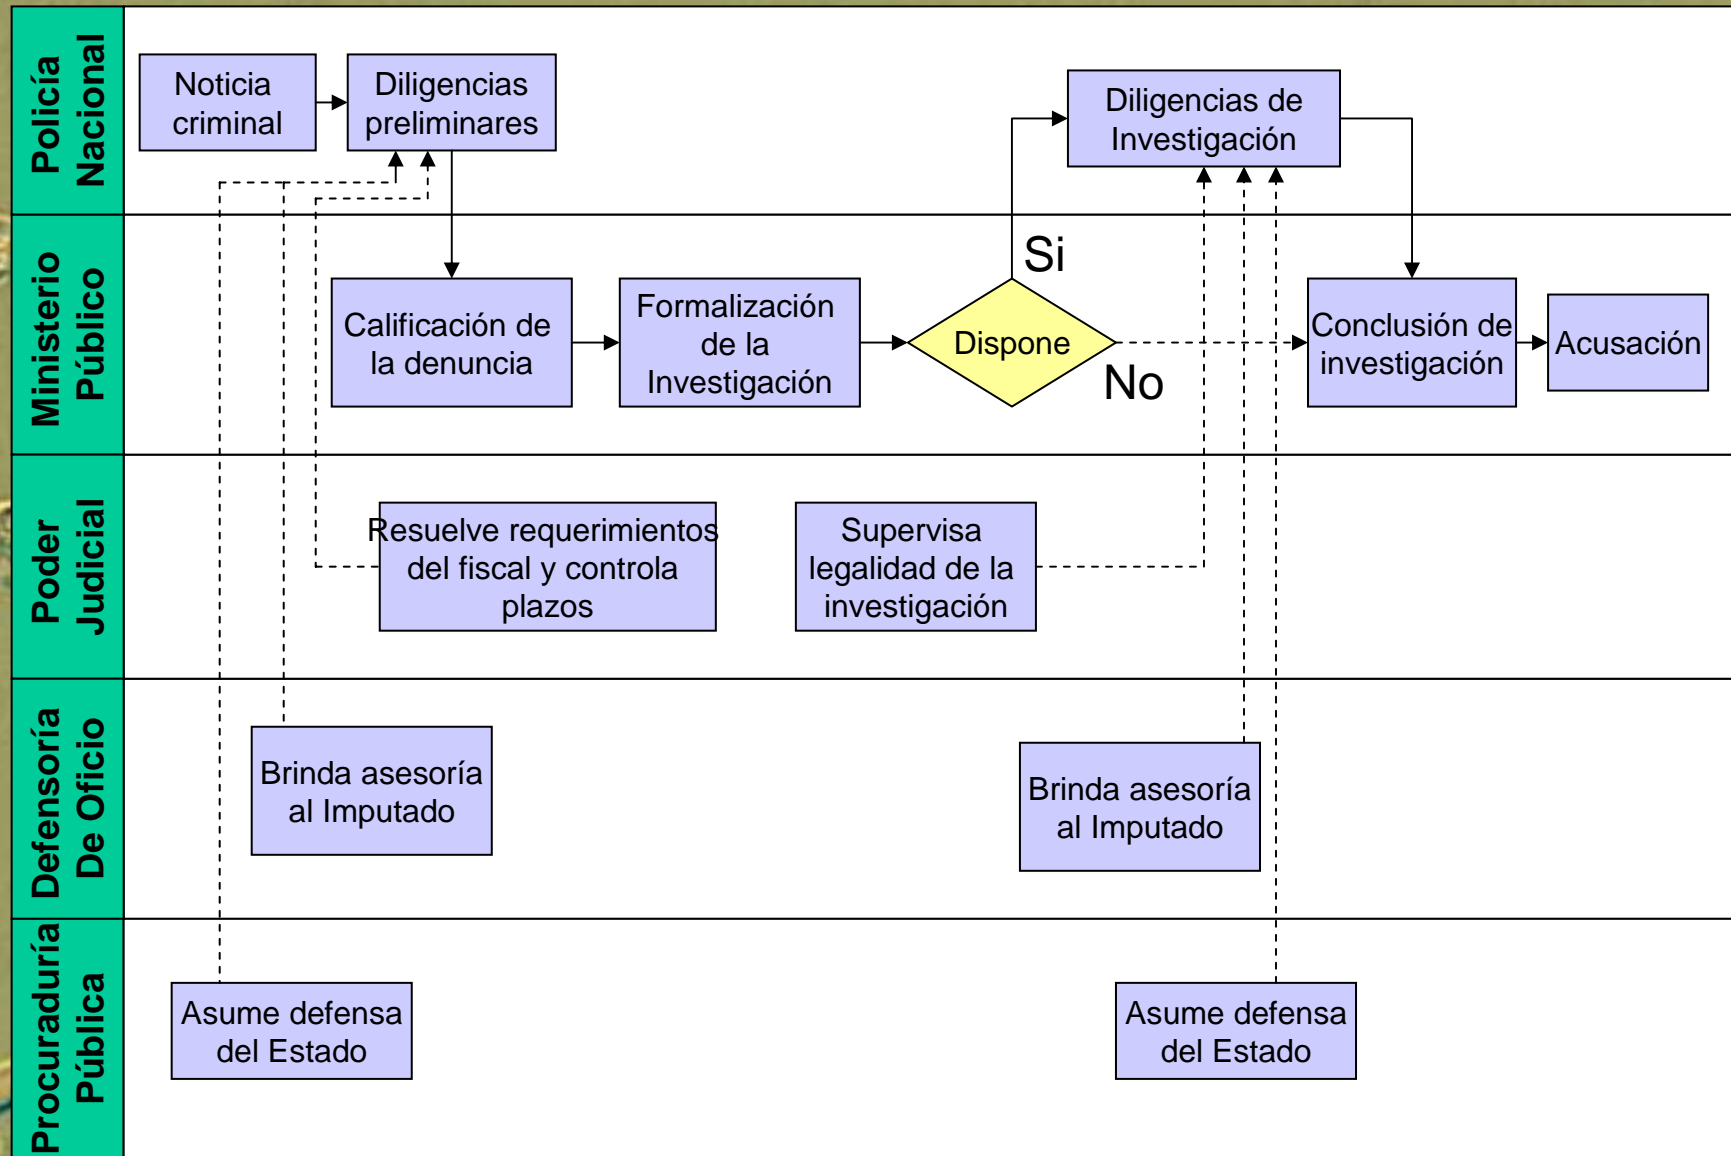 Policía
Nacional
Noticia
criminal
Diligencias
preliminares
Diligencias de
Investigación
Ministerio
Público
Calificación de
la denuncia
Formalización
de la
Investigación
Dispone
Si
No
Conclusión de
investigación
Acusación
Poder
Judicial
Resuelve requerimientos
del fiscal y controla
plazos
Supervisa
legalidad de la
investigación
Defensoría
De Oficio
Brinda asesoría
al Imputado
Brinda asesoría
al Imputado
Procuraduría
Pública
Asume defensa
del Estado
Asume defensa
del Estado